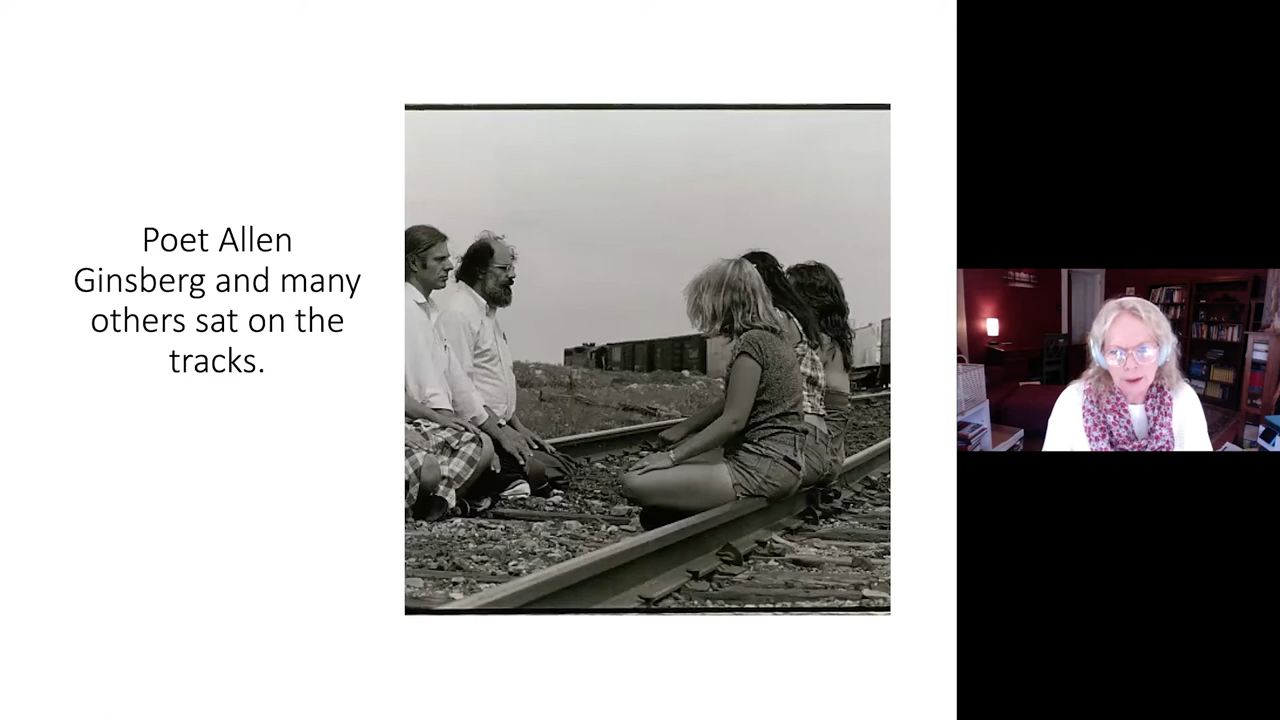 Poet Allen
Ginsberg and many
others sat on the
tracks.